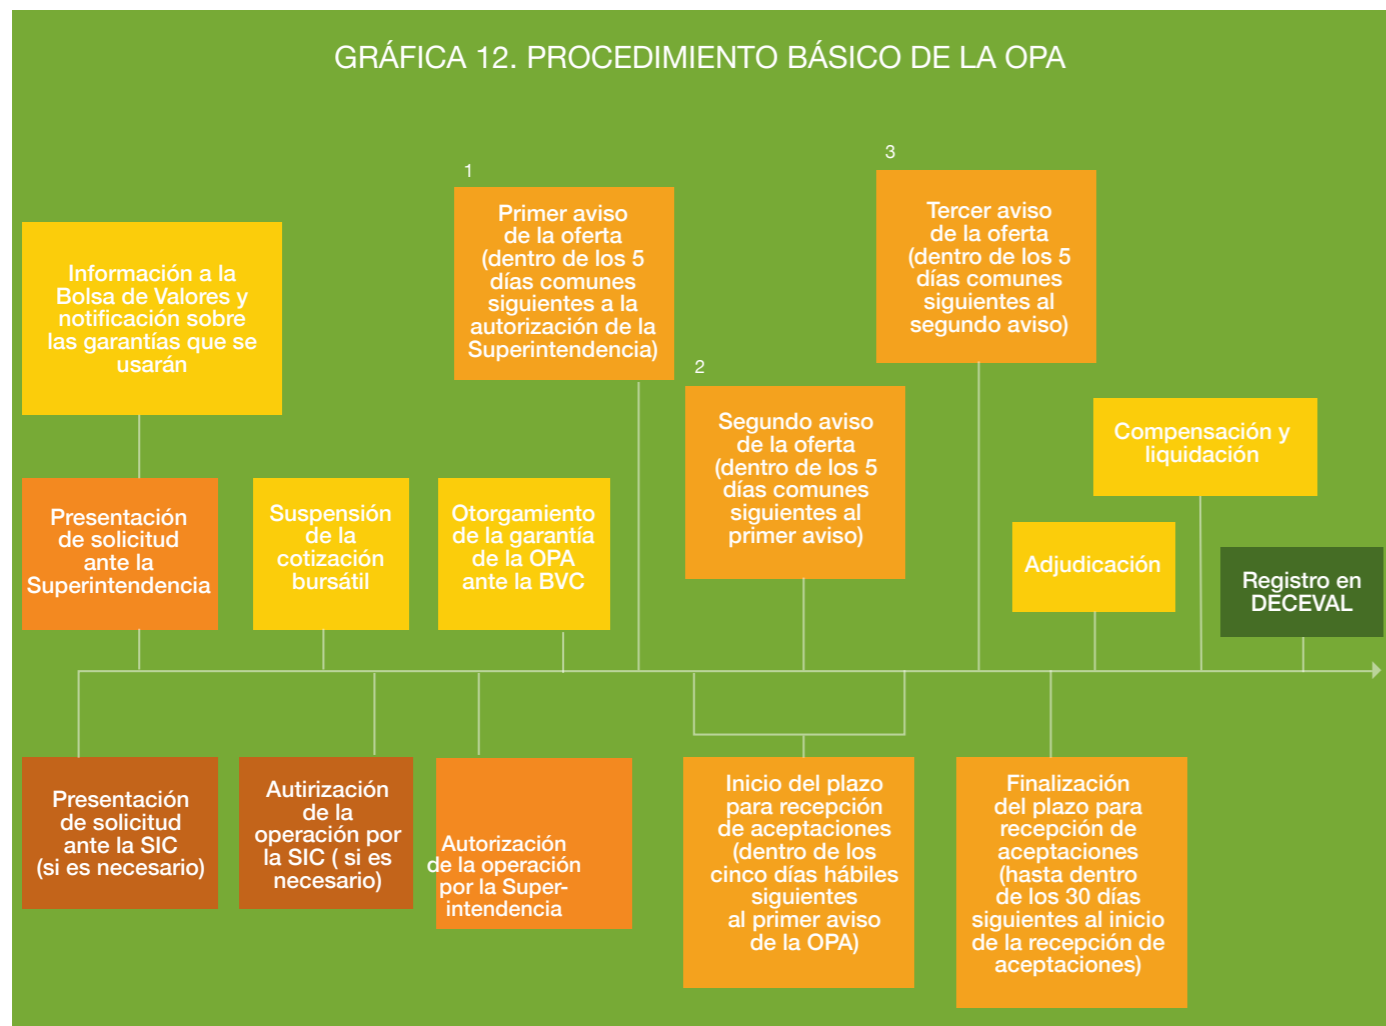 GRÁFICA 12. PROCEDIMIENTO BÁSICO DE LA OPA
Información a la
Bolsa de Valores y
notificación sobre
las garantías que se
usarán
Presentación
de solicitud
ante la
Superintendencia
Suspensión
de la
cotización
bursátil
Otorgamiento
de la garantía
de la OPA
ante la BVC
1
Primer aviso
de la oferta
(dentro de los 5
días comunes
siguientes a la
autorización de la
Superintendencia)
2
Segundo aviso
de la oferta
(dentro de los 5
días comunes
siguientes al
primer aviso)
3
Tercer aviso
de la oferta
(dentro de los 5
días comunes
siguientes al
segundo aviso)
Adjudicación
Compensación y
liquidación
Registro en
DECEVAL
Presentación
de solicitud
ante la SIC
(si es necesario)
Autirización
de la
operación por
la SIC ( si es
necesario)
Autorización
de la operación
por la Super-
intendencia
Inicio del plazo
para recepción
de aceptaciones
(dentro de los
cinco días hábiles
siguientes
al primer aviso
de la OPA)
Finalización
del plazo para
recepción de
aceptaciones
(hasta dentro
de los 30 días
siguientes al inicio
de la recepción de
aceptaciones)